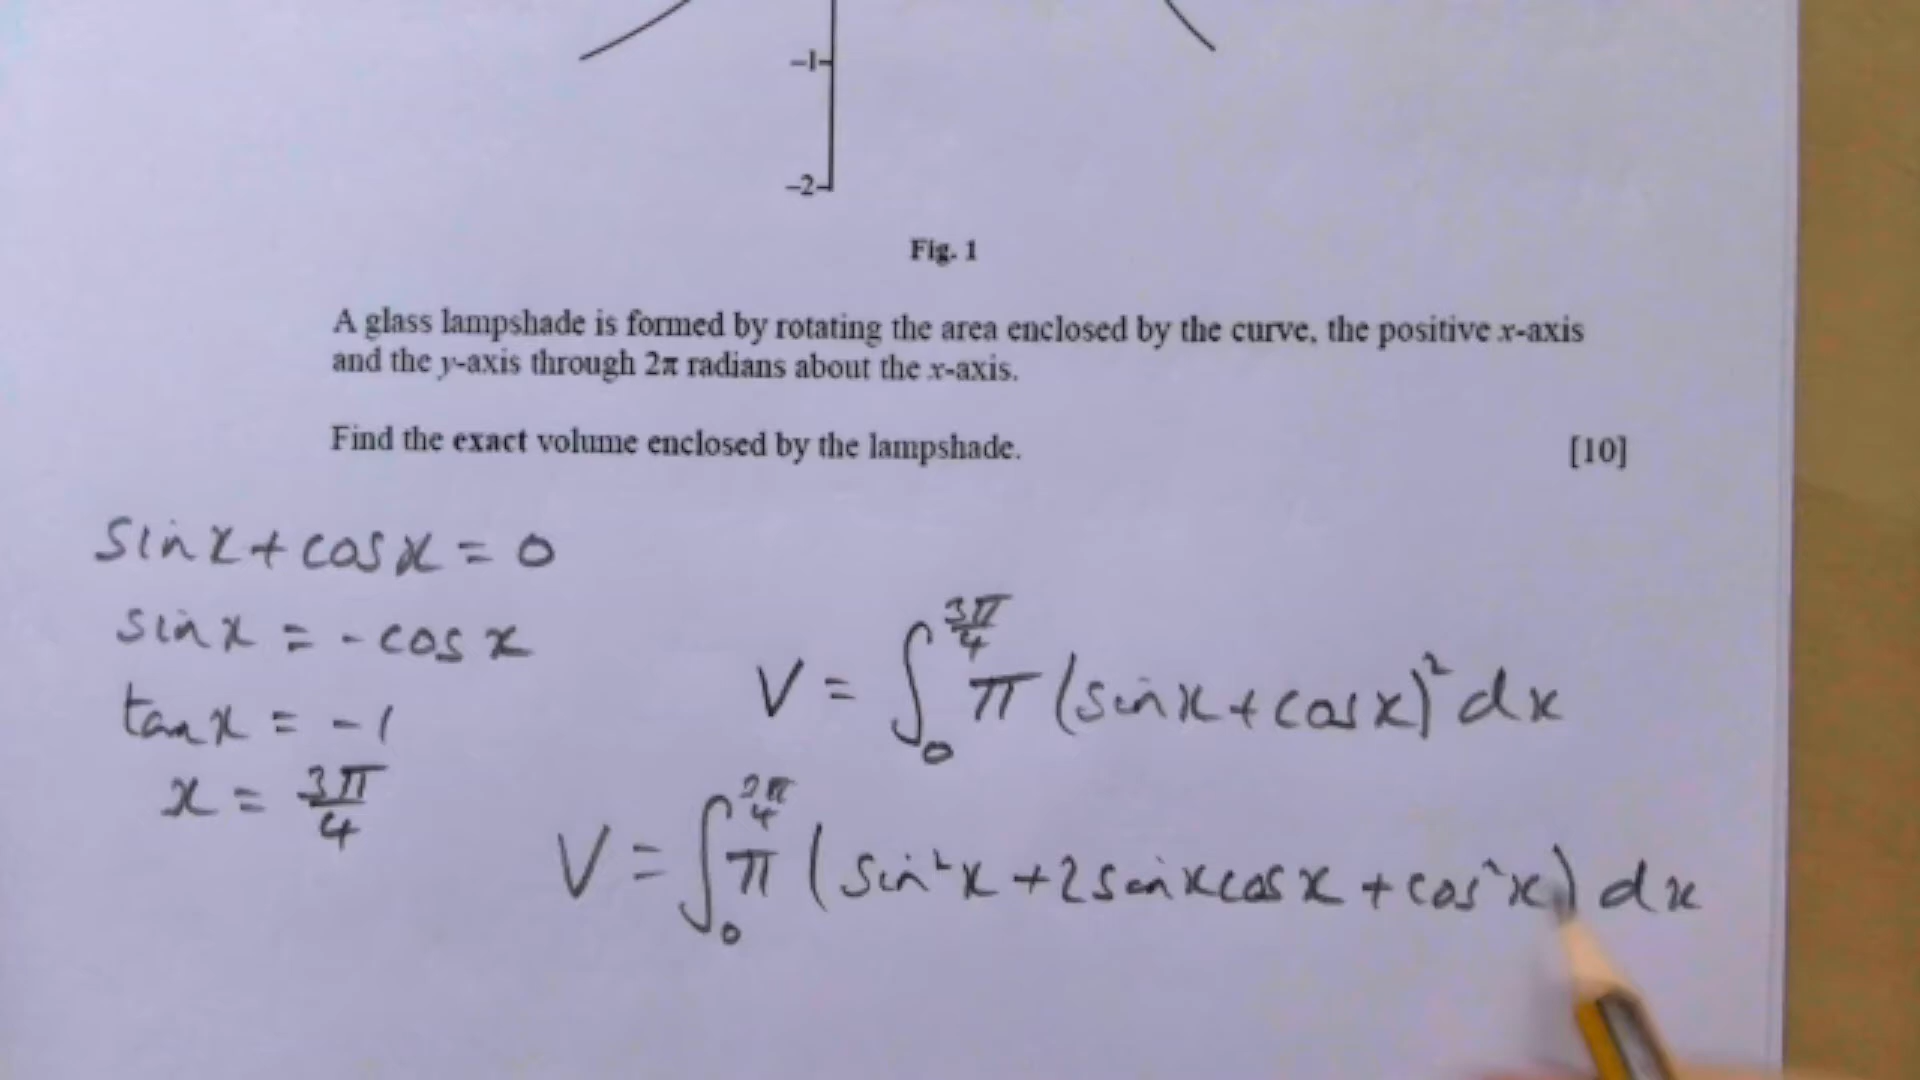 -1
-2
Fig. 1
A glass lampshade is formed by rotating the area enclosed by the curve, the positive x-axis
and the y-axis through 2π radians about the x-axis.
Find the exact volume enclosed by the lampshade. [10]
sin x + cos x = 0
sin x = - cos x
tan x = -1
x = 3π/4
V = ∫₀^(3π/4) π (sin x + cos x)² dx
V = ∫₀^(3π/4) π (sin²x + 2 sin x cos x + cos²x) dx